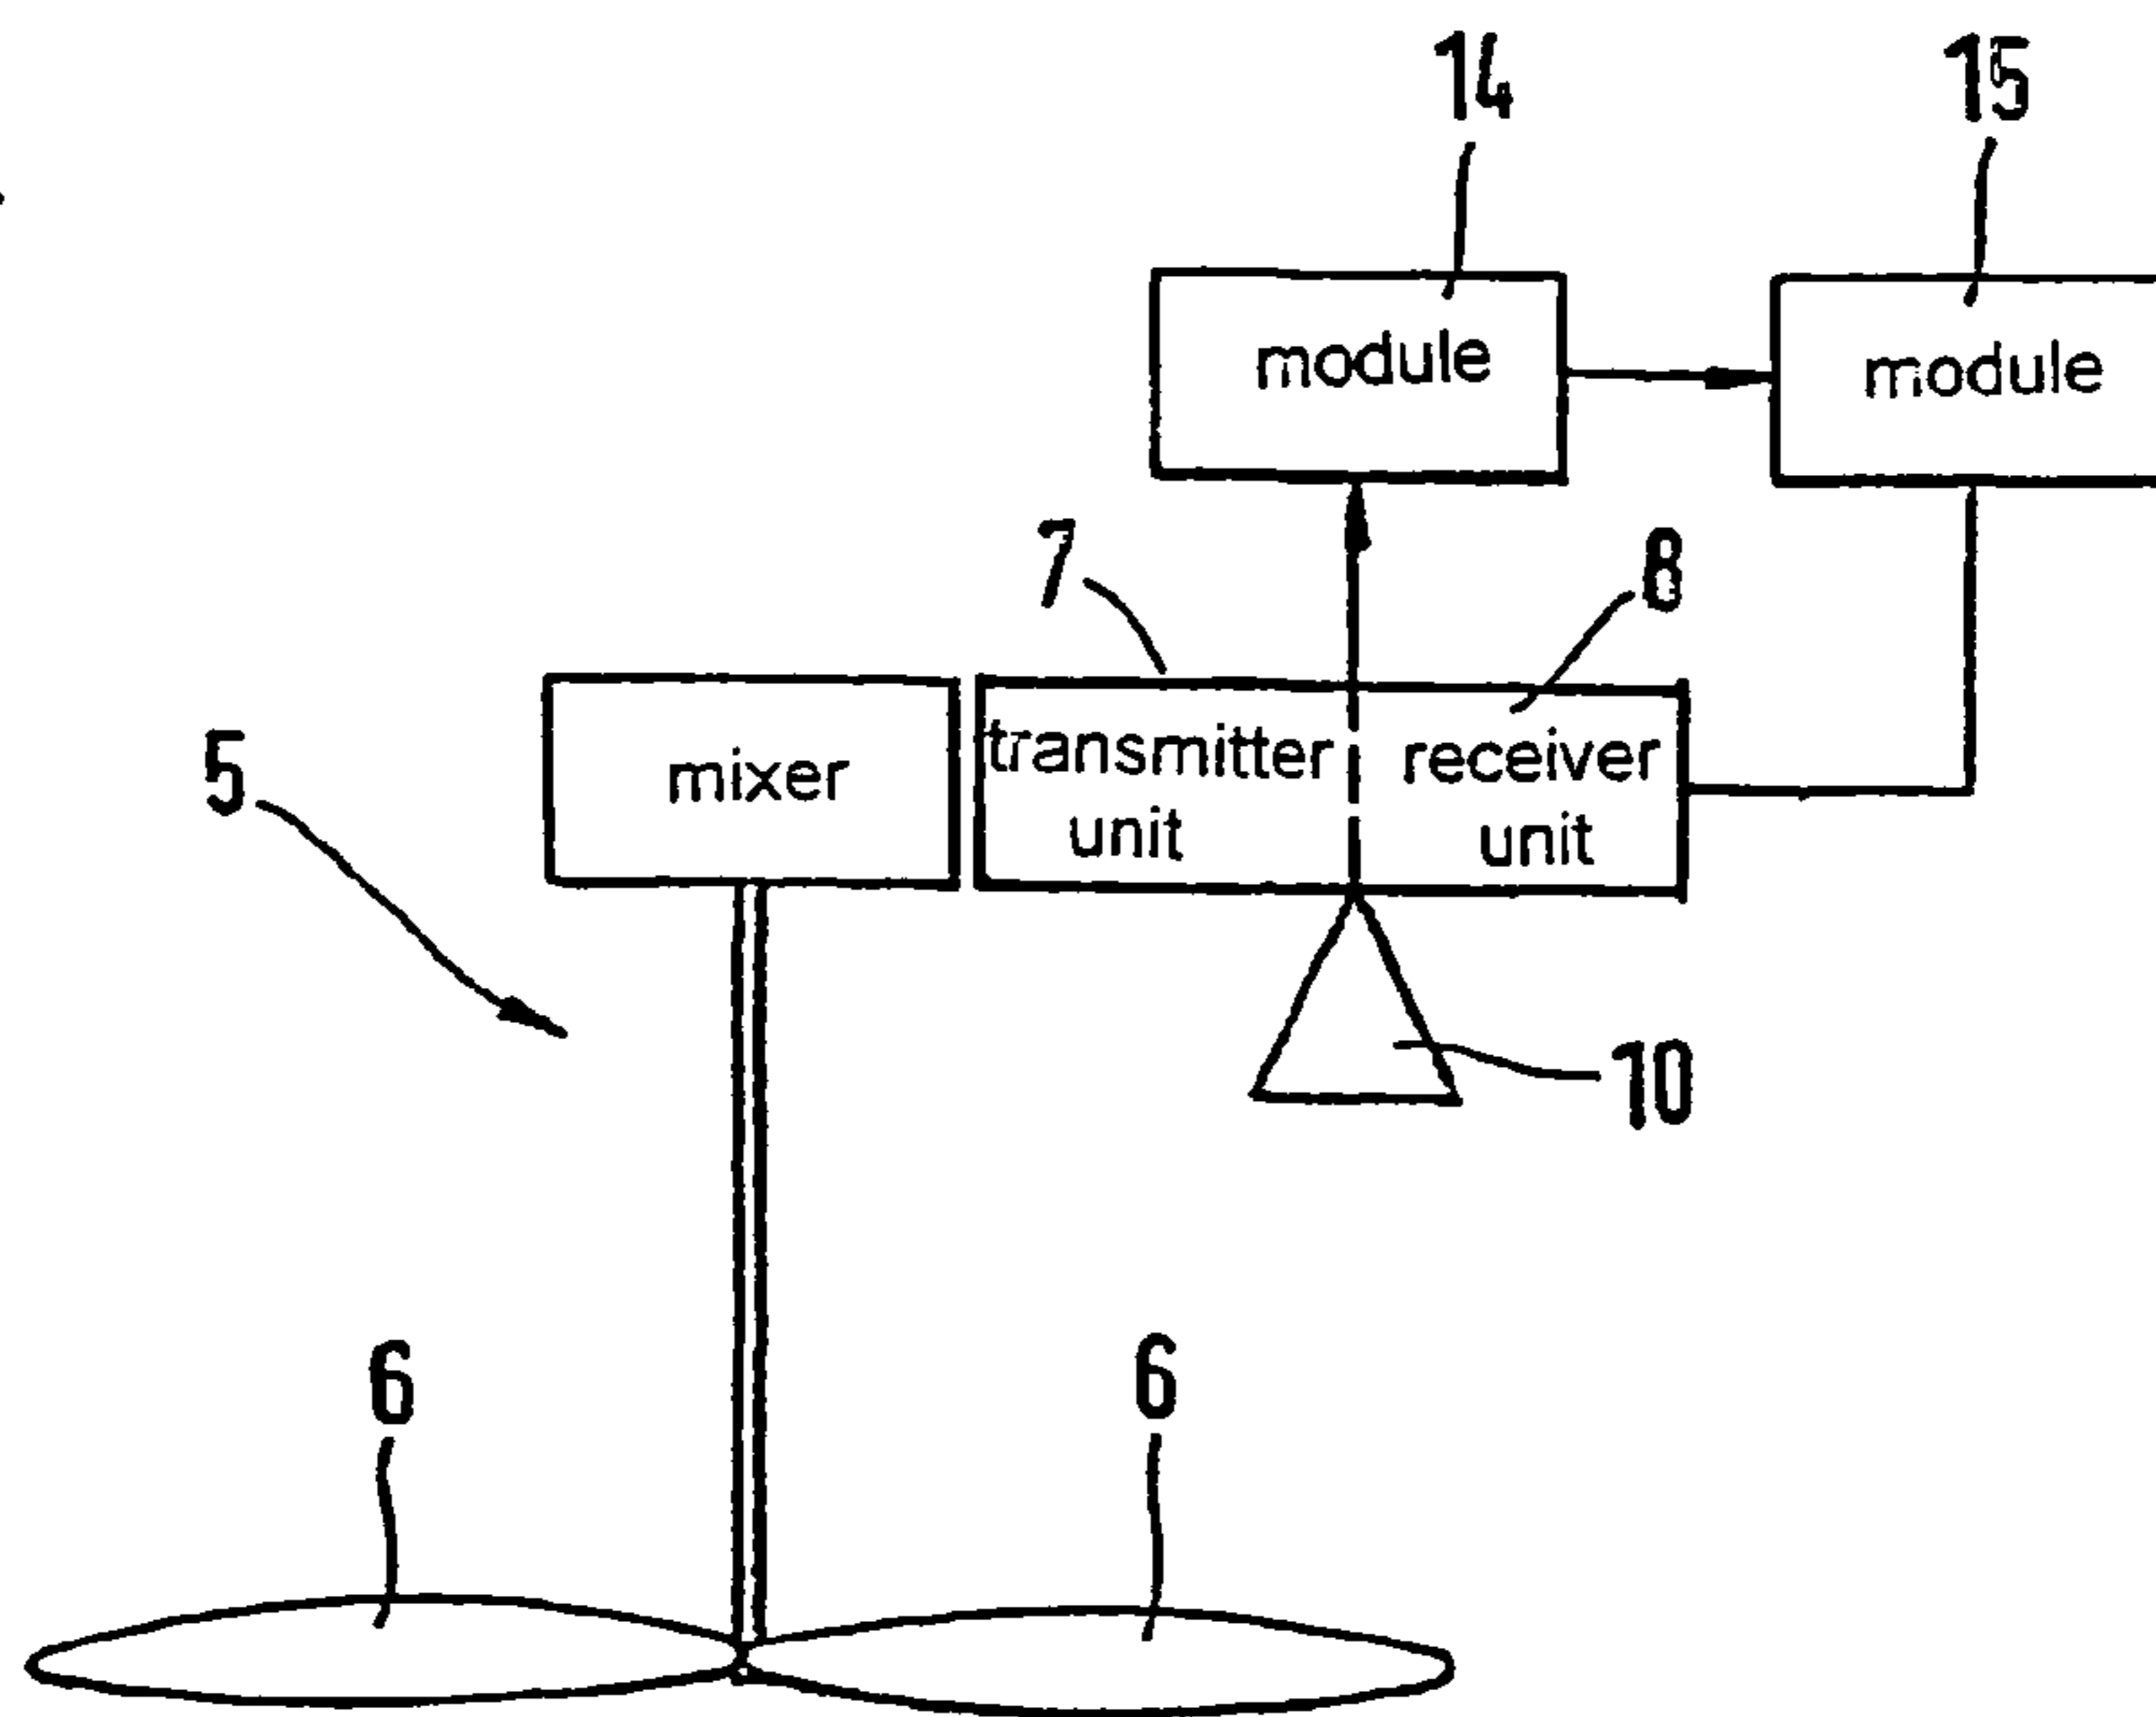 14 15
module module
7 8
5 mixer transmitter unit receiver unit
10
6 6